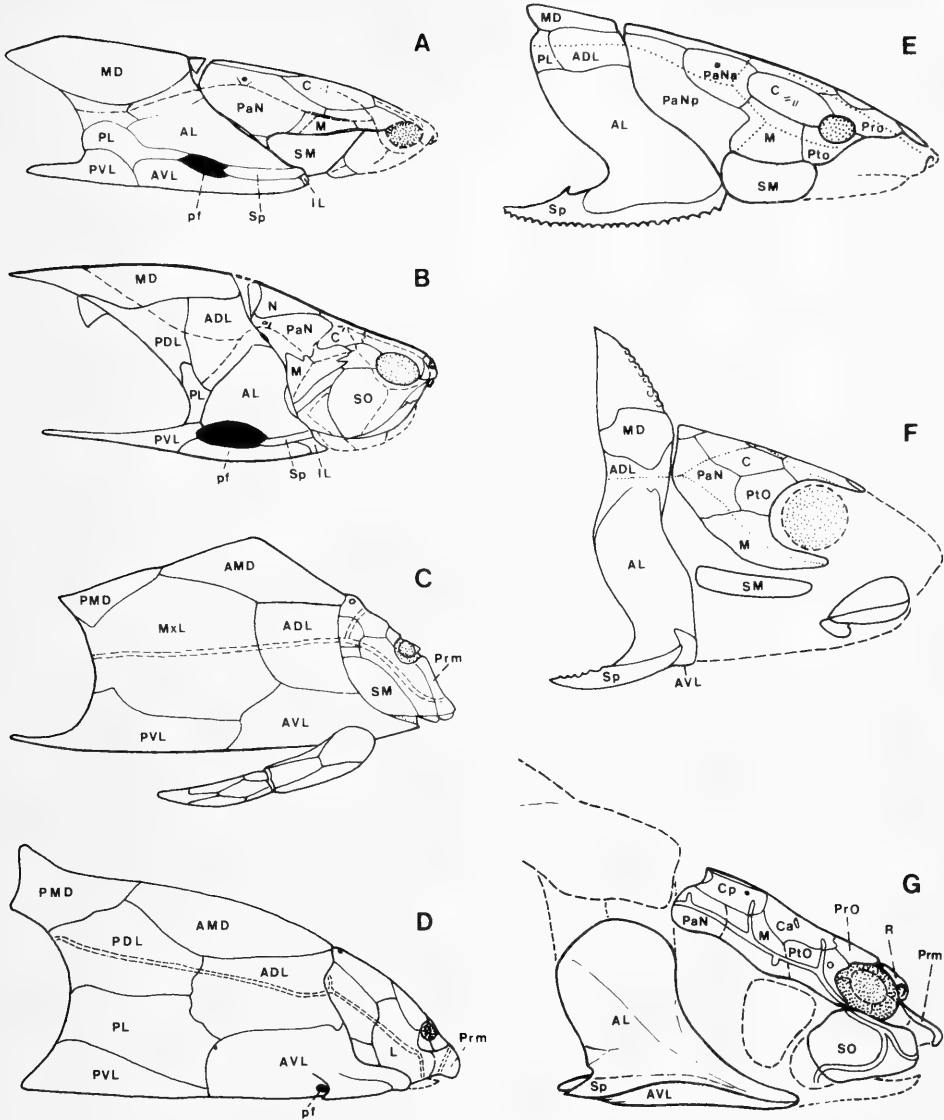 A
MD
C
PaN
M
AL
SM
PL
PVL
AVL
pf
Sp
IL
B
MD
N
ADL
PaN
C
PDL
M
PL
AL
SO
PVL
pf
Sp
IL
C
AMD
PMD
MxL
ADL
Prm
SM
PVL
AVL
D
PMD
AMD
PDL
ADL
PL
L
Prm
AVL
PVL
pf
E
MD
PL
ADL
PaNa
C
PaNp
Pro
AL
M
Pto
SM
Sp
F
MD
ADL
PaN
C
PtO
M
AL
SM
Sp
AVL
G
Cp
PrO
R
PaN
Ca
M
PtO
Prm
AL
SO
Sp
AVL